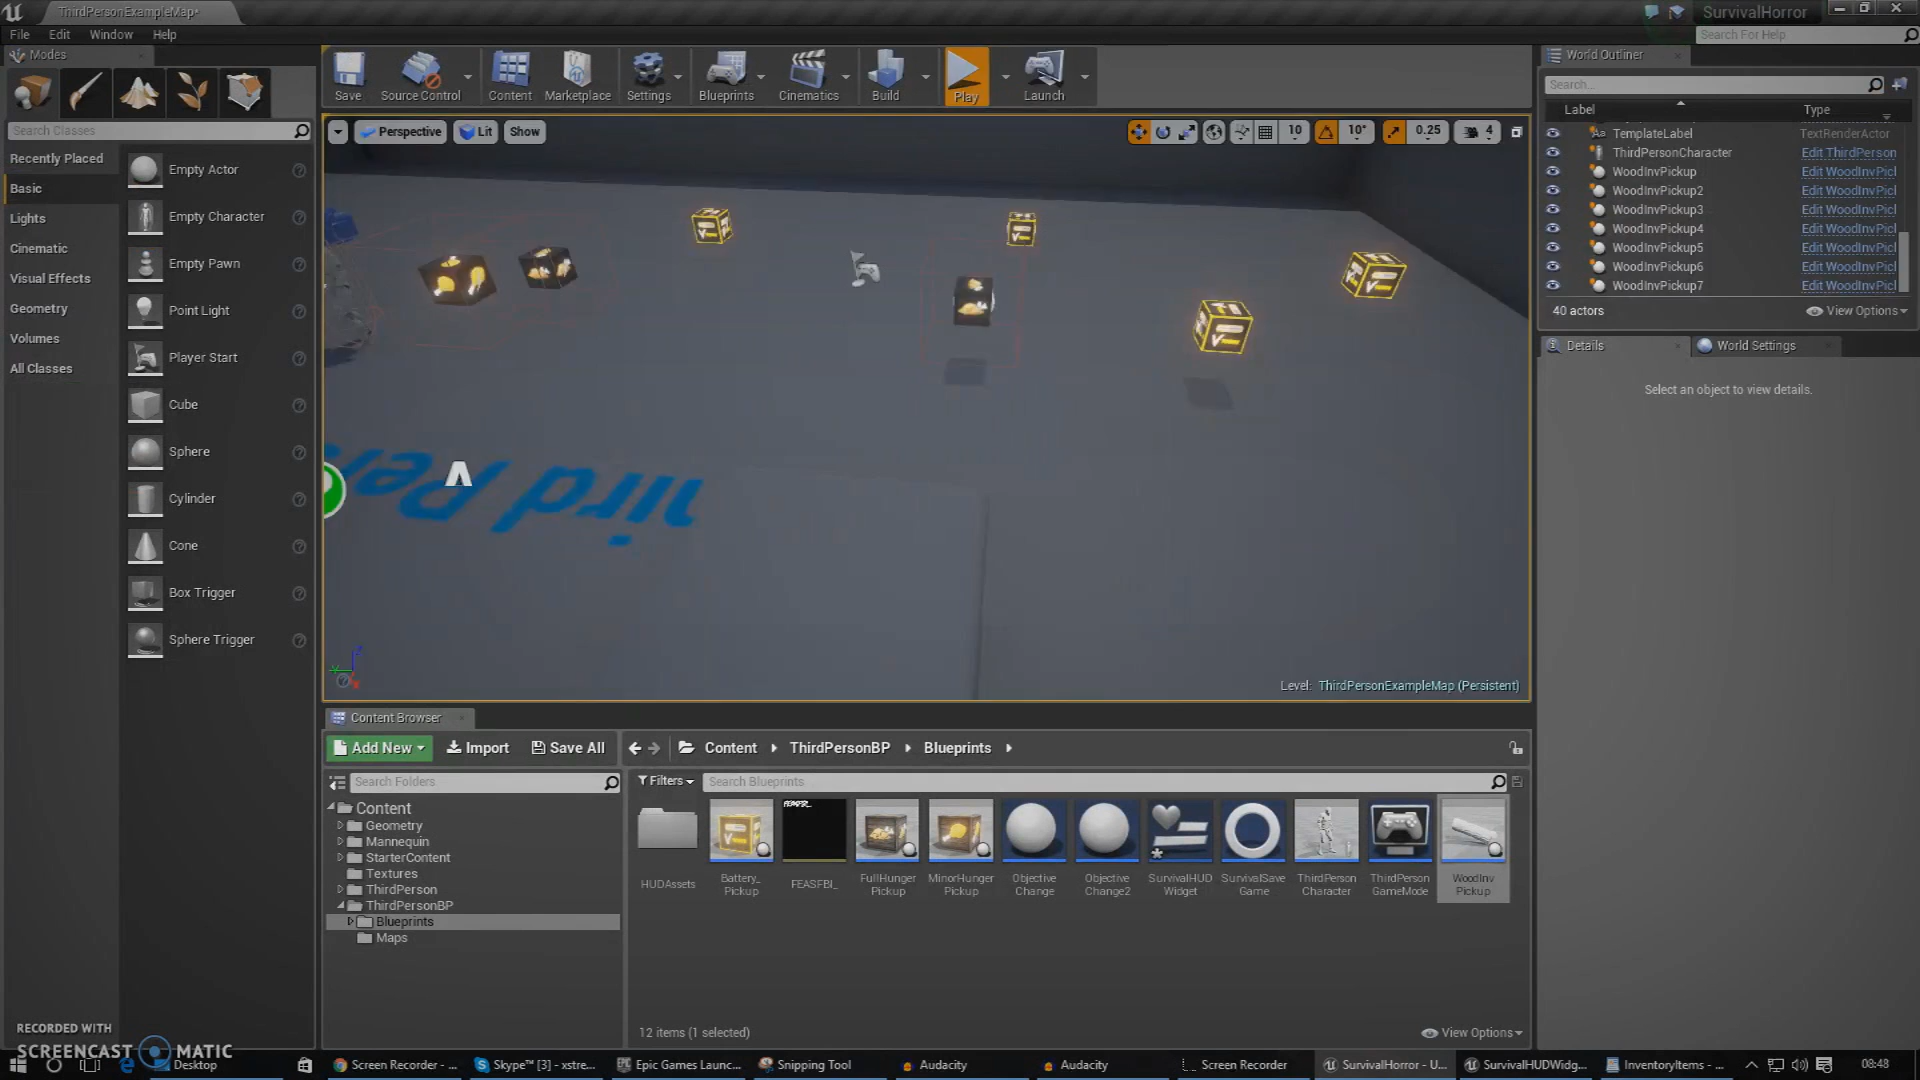 ThirdPersonExampleMap*
SurvivalHorror
File Edit Window Help
Search For Help
Modes
Search Classes
Recently Placed
Basic
Lights
Cinematic
Visual Effects
Geometry
Volumes
All Classes
Empty Actor
Empty Character
Empty Pawn
Point Light
Player Start
Cube
Sphere
Cylinder
Cone
Box Trigger
Sphere Trigger
Save
Source Control
Content
Marketplace
Settings
Blueprints
Cinematics
Build
Play
Launch
Perspective
Lit
Show
10
10°
0.25
4
ird Pers
Level: ThirdPersonExampleMap (Persistent)
World Outliner
Search...
Label Type
TemplateLabel TextRenderActor
ThirdPersonCharacter Edit ThirdPerson
WoodInvPickup Edit WoodInvPicl
WoodInvPickup2 Edit WoodInvPicl
WoodInvPickup3 Edit WoodInvPicl
WoodInvPickup4 Edit WoodInvPicl
WoodInvPickup5 Edit WoodInvPicl
WoodInvPickup6 Edit WoodInvPicl
WoodInvPickup7 Edit WoodInvPicl
40 actors
View Options
Details
World Settings
Select an object to view details.
Content Browser
Add New
Import
Save All
Content
ThirdPersonBP
Blueprints
Search Folders
Filters
Search Blueprints
Content
Geometry
Mannequin
StarterContent
Textures
ThirdPerson
ThirdPersonBP
Blueprints
Maps
HUDAssets
Battery_ Pickup
FEASFBI_
FullHunger Pickup
MinorHunger Pickup
Objective Change
Objective Change2
SurvivalHUD Widget
SurvivalSave Game
ThirdPerson Character
ThirdPerson GameMode
WoodInv Pickup
12 items (1 selected)
View Options
RECORDED WITH
SCREENCAST MATIC
Desktop
Screen Recorder - ...
Skype™ [3] - xstre...
Epic Games Launc...
Snipping Tool
Audacity
Audacity
Screen Recorder
SurvivalHorror - U...
SurvivalHUDWidg...
InventoryItems - ...
08:48